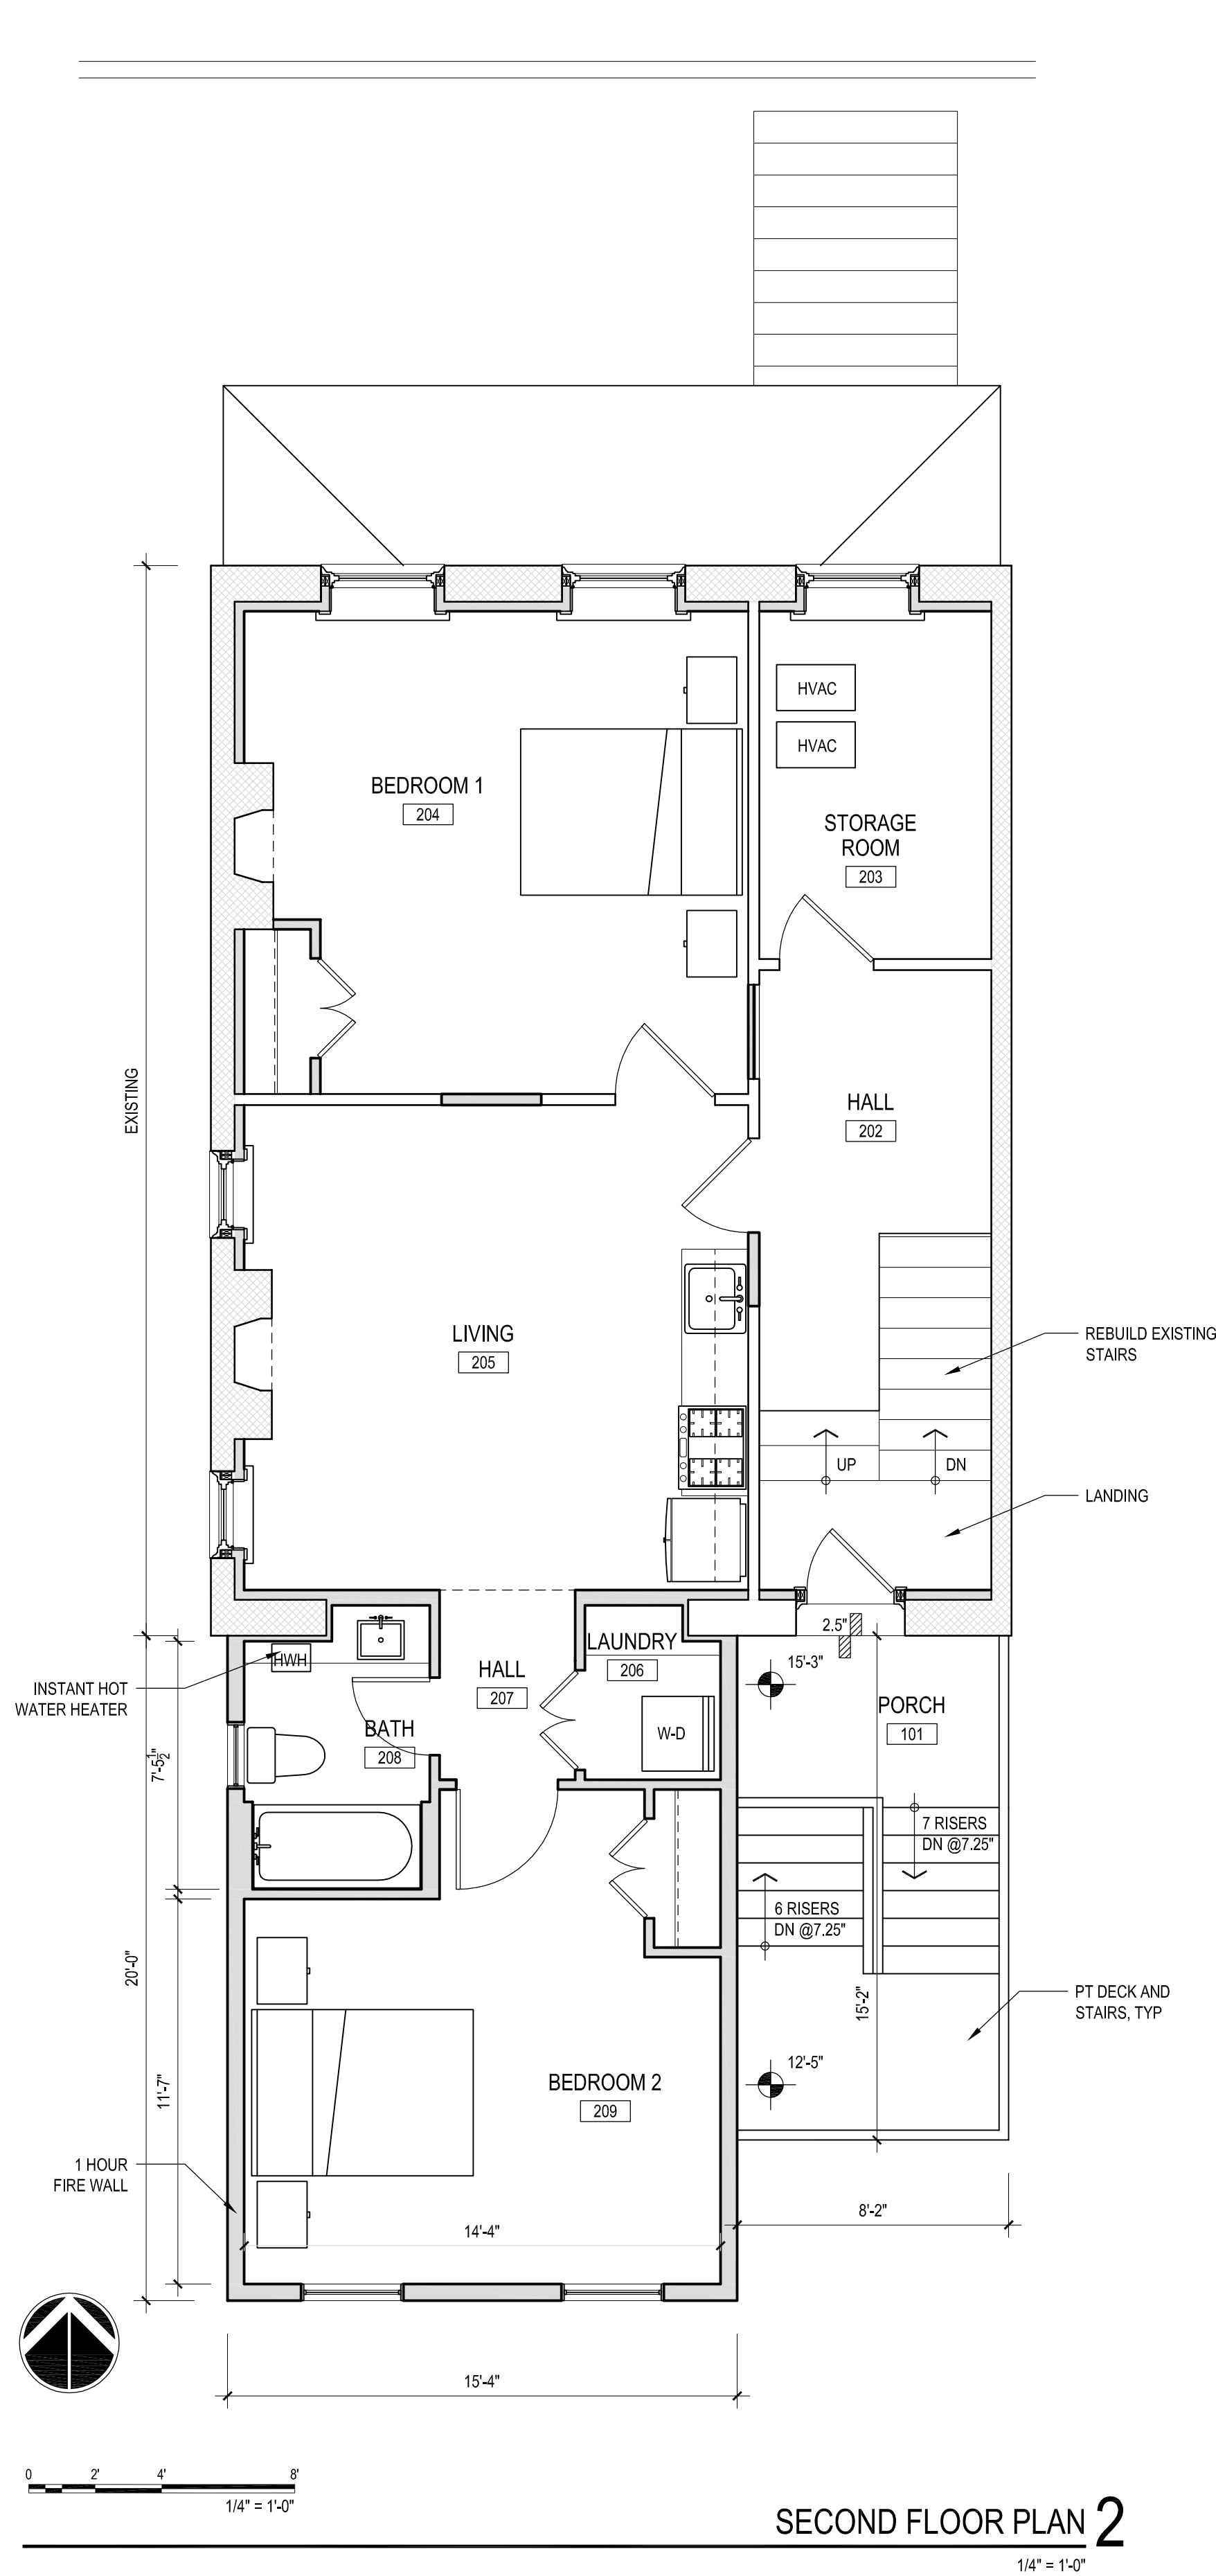 HVAC
HVAC
BEDROOM 1
204
STORAGE
ROOM
203
EXISTING
HALL
202
LIVING
205
REBUILD EXISTING
STAIRS
UP
DN
LANDING
2.5"
15'-3"
LAUNDRY
206
HWH
HALL
207
INSTANT HOT
WATER HEATER
PORCH
101
BATH
208
W-D
7'-5 1/2"
7 RISERS
DN @7.25"
6 RISERS
DN @7.25"
20'-0"
15'-2"
PT DECK AND
STAIRS, TYP
12'-5"
BEDROOM 2
209
11'-7"
1 HOUR
FIRE WALL
14'-4"
8'-2"
15'-4"
0 2' 4' 8'
1/4" = 1'-0"
SECOND FLOOR PLAN 2
1/4" = 1'-0"